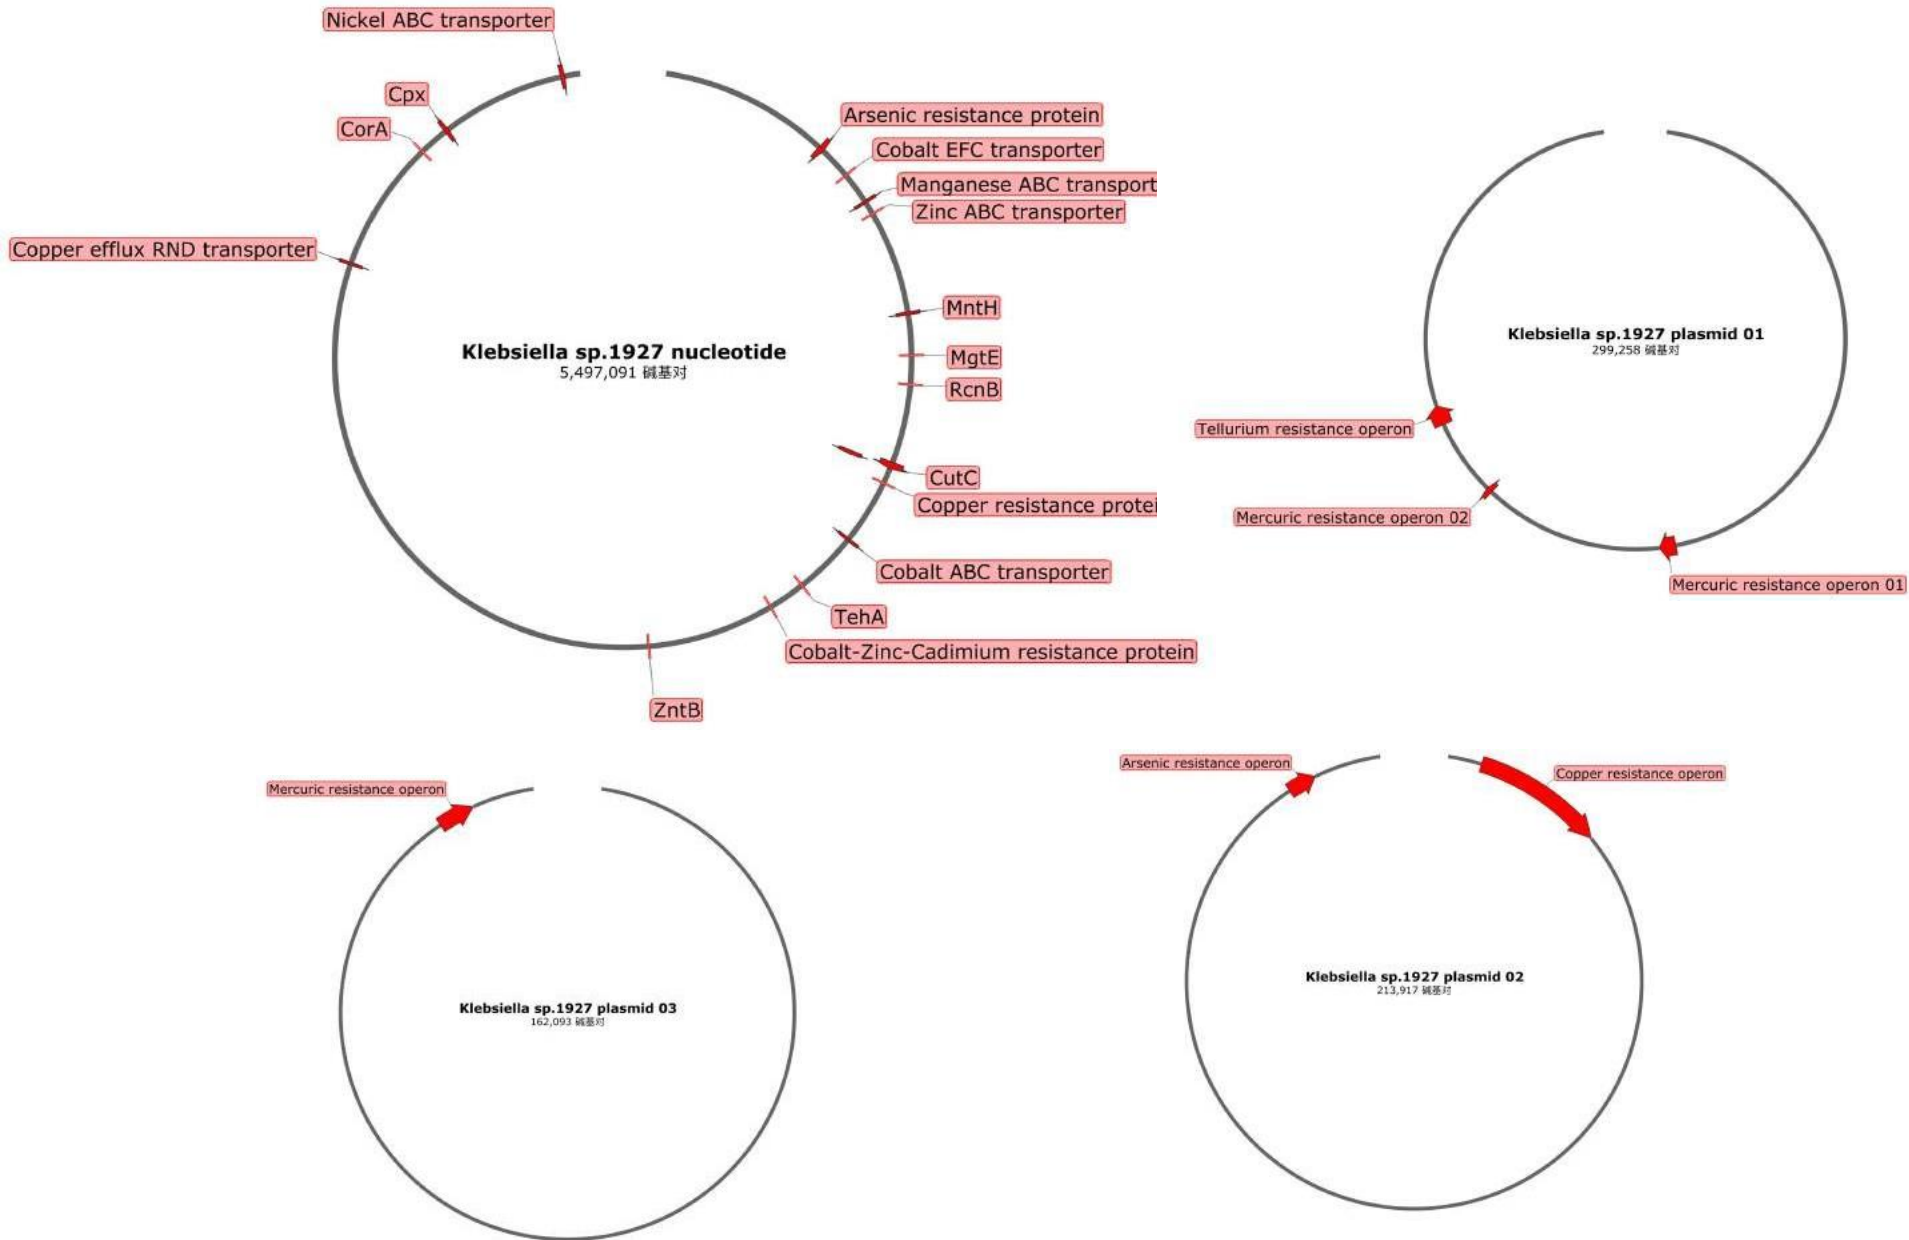 Nickel ABC transporter
Cpx
CorA
Copper efflux RND transporter
Arsenic resistance protein
Cobalt EFC transporter
Manganese ABC transport
Zinc ABC transporter
MntH
MgtE
RcnB
CutC
Copper resistance protei
Cobalt ABC transporter
TehA
Cobalt-Zinc-Cadimium resistance protein
ZntB
Klebsiella sp.1927 nucleotide
5,497,091 碱基对
Klebsiella sp.1927 plasmid 01
299,258 碱基对
Tellurium resistance operon
Mercuric resistance operon 02
Mercuric resistance operon 01
Mercuric resistance operon
Klebsiella sp.1927 plasmid 03
162,093 碱基对
Arsenic resistance operon
Copper resistance operon
Klebsiella sp.1927 plasmid 02
213,917 碱基对